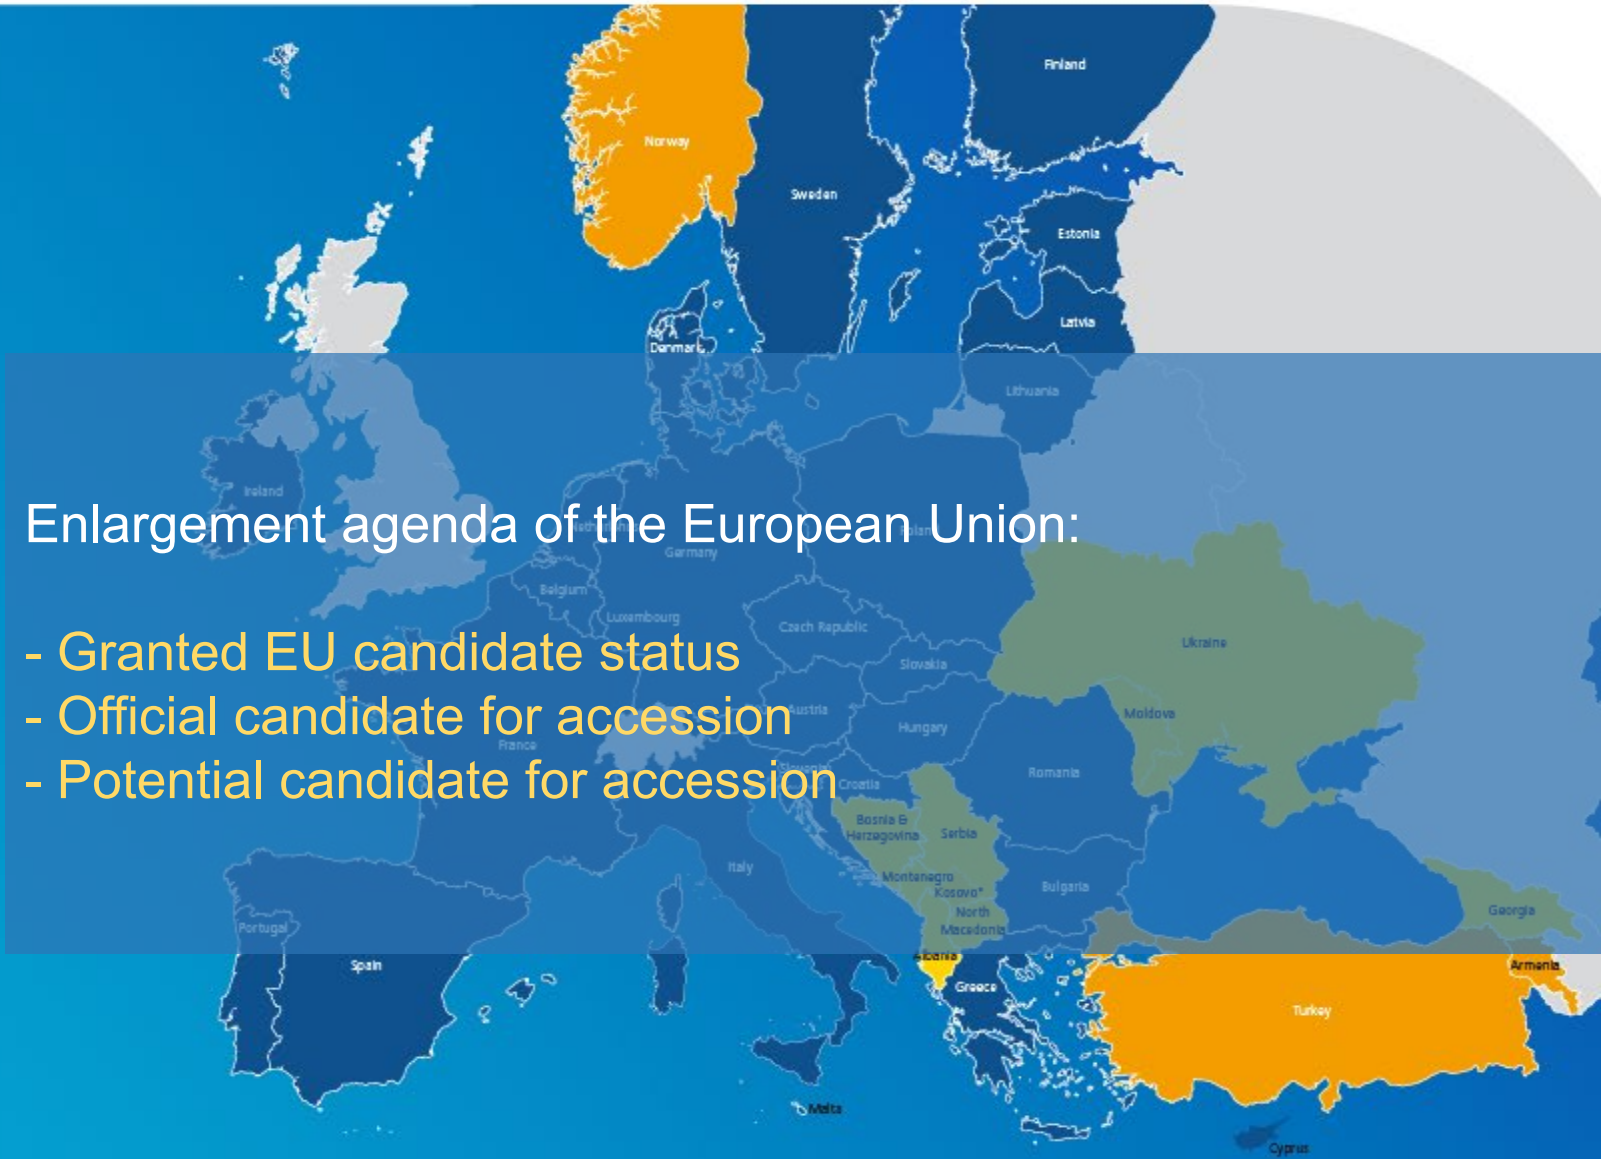 Finland
Norway
Sweden
Estonia
Latvia
Denmark
Lithuania
Ireland
Enlargement agenda of the European Union:
Netherlands
Poland
Germany
Belgium
Luxembourg
Czech Republic
Ukraine
- Granted EU candidate status
Slovakia
- Official candidate for accession
Austria
Moldova
Hungary
France
- Potential candidate for accession
Slovenia
Romania
Croatia
Bosnia &
Herzegovina
Serbia
Italy
Montenegro
Kosovo*
Bulgaria
North
Macedonia
Georgia
Portugal
Albania
Spain
Armenia
Greece
Turkey
Malta
Cyprus